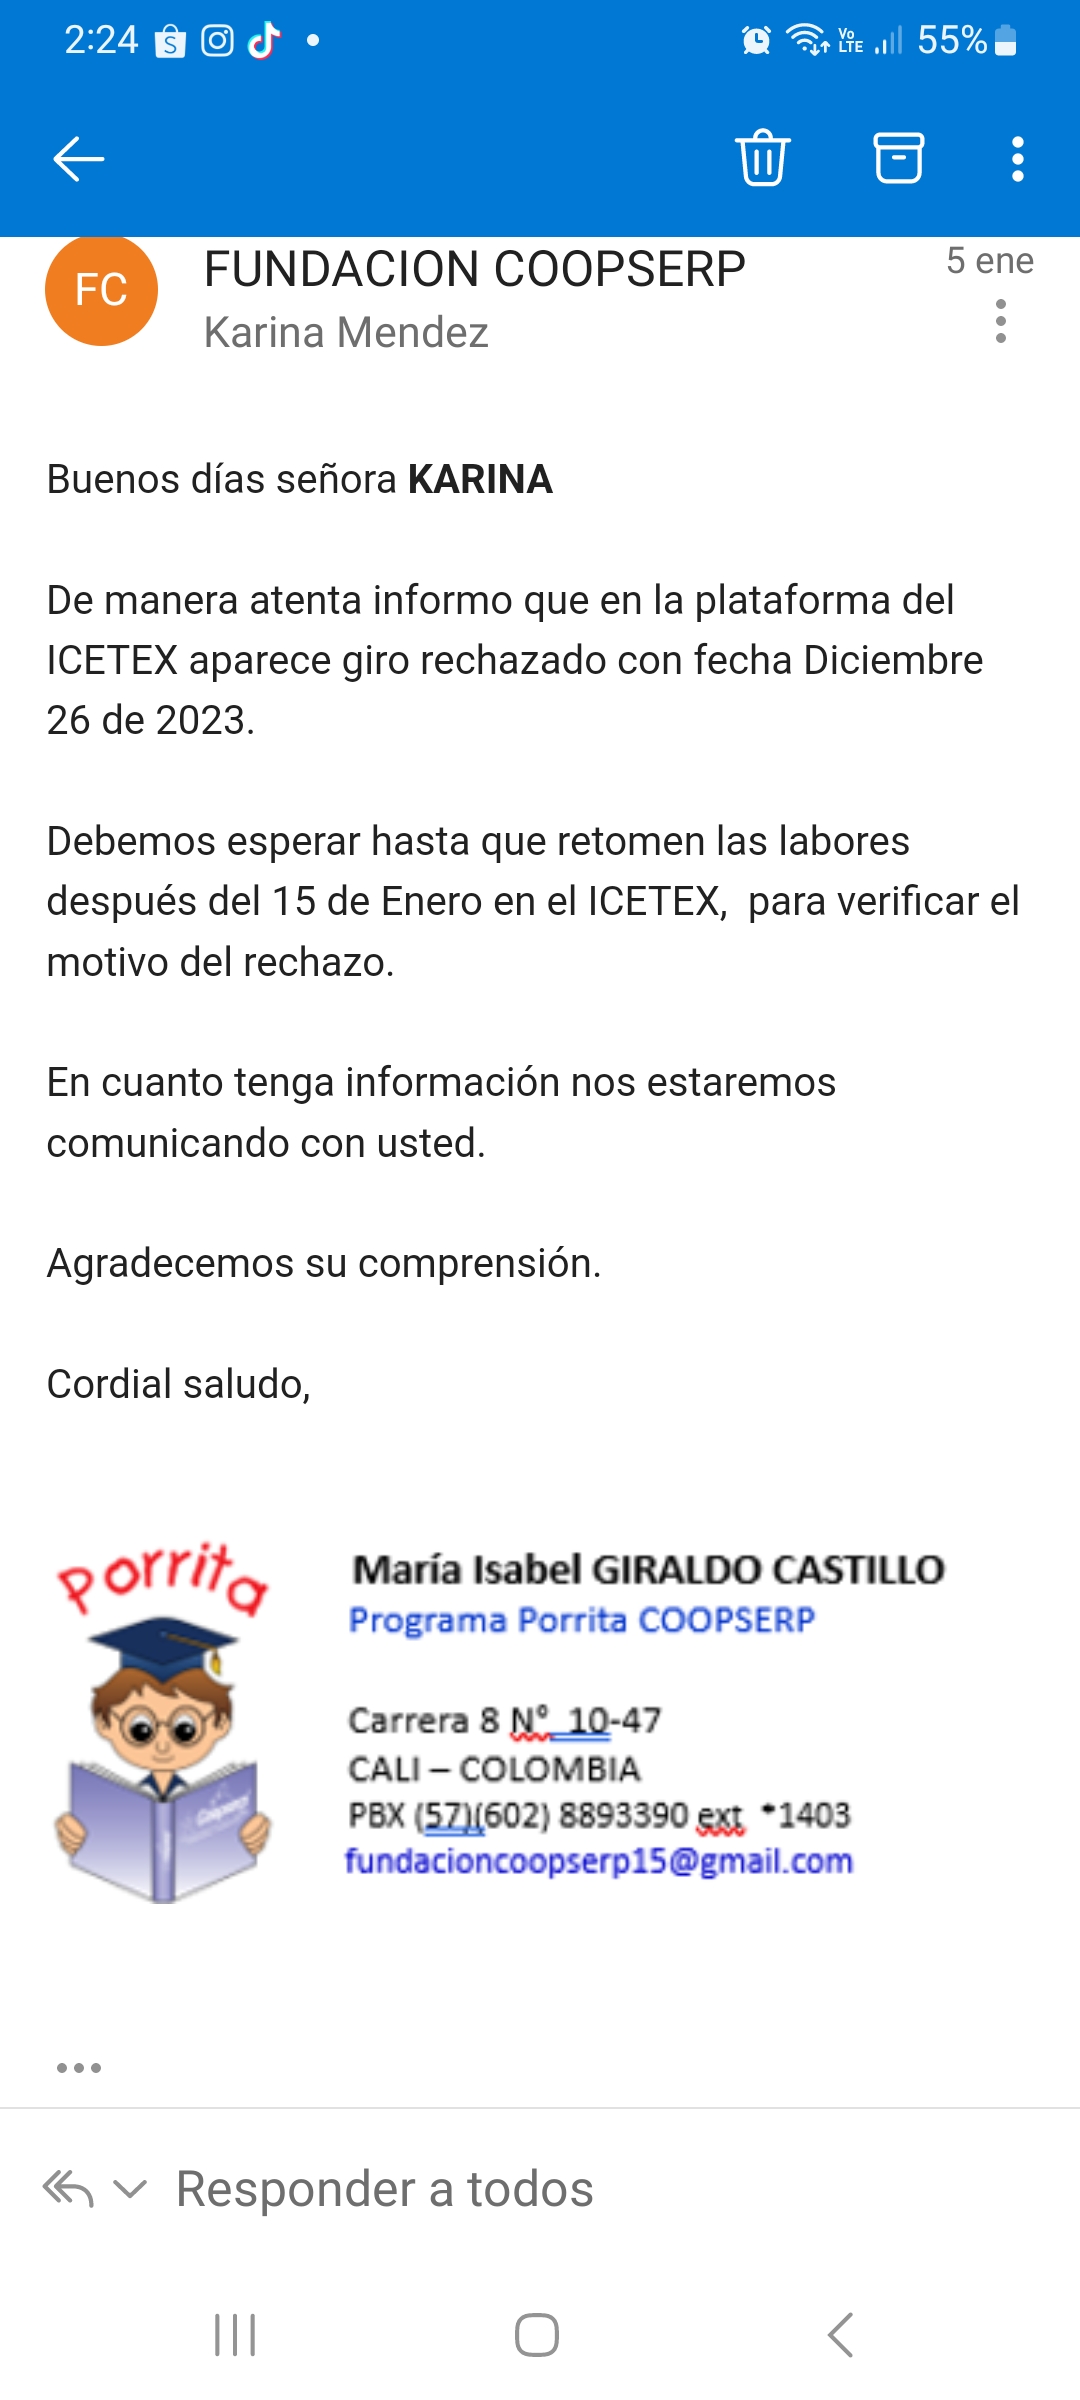 2:24
Vo LTE 55%
FC
FUNDACION COOPSERP
5 ene
Karina Mendez
Buenos días señora KARINA
De manera atenta informo que en la plataforma del
ICETEX aparece giro rechazado con fecha Diciembre
26 de 2023.
Debemos esperar hasta que retomen las labores
después del 15 de Enero en el ICETEX,  para verificar el
motivo del rechazo.
En cuanto tenga información nos estaremos
comunicando con usted.
Agradecemos su comprensión.
Cordial saludo,
Porrita
María Isabel GIRALDO CASTILLO
Programa Porrita COOPSERP
Carrera 8 N° 10-47
CALI – COLOMBIA
PBX (57)(602) 8893390 ext *1403
fundacioncoopserp15@gmail.com
Responder a todos